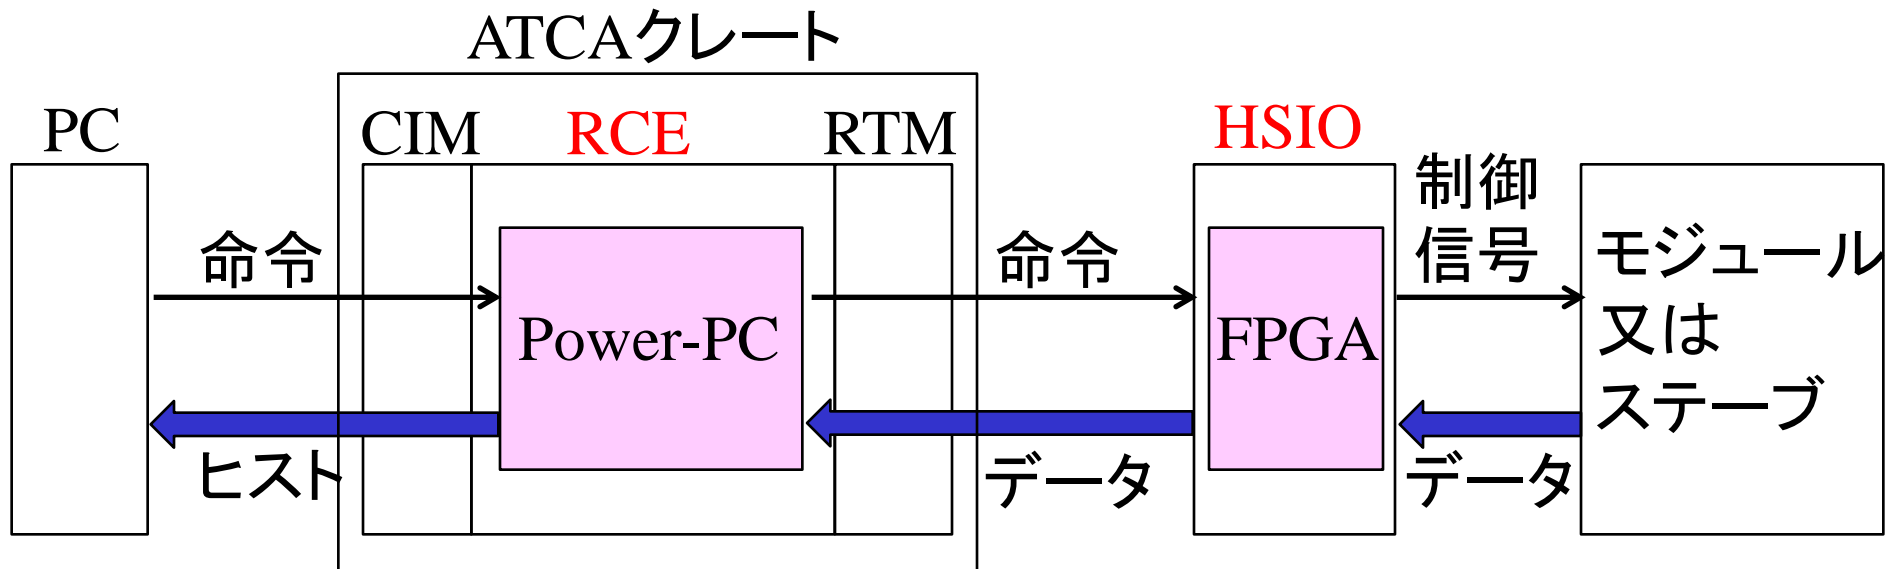 ATCAクレート
PC
CIM
RCE
RTM
HSIO
命令
命令
制御
信号
モジュール
又は
ステーブ
Power-PC
FPGA
ヒスト
データ
データ